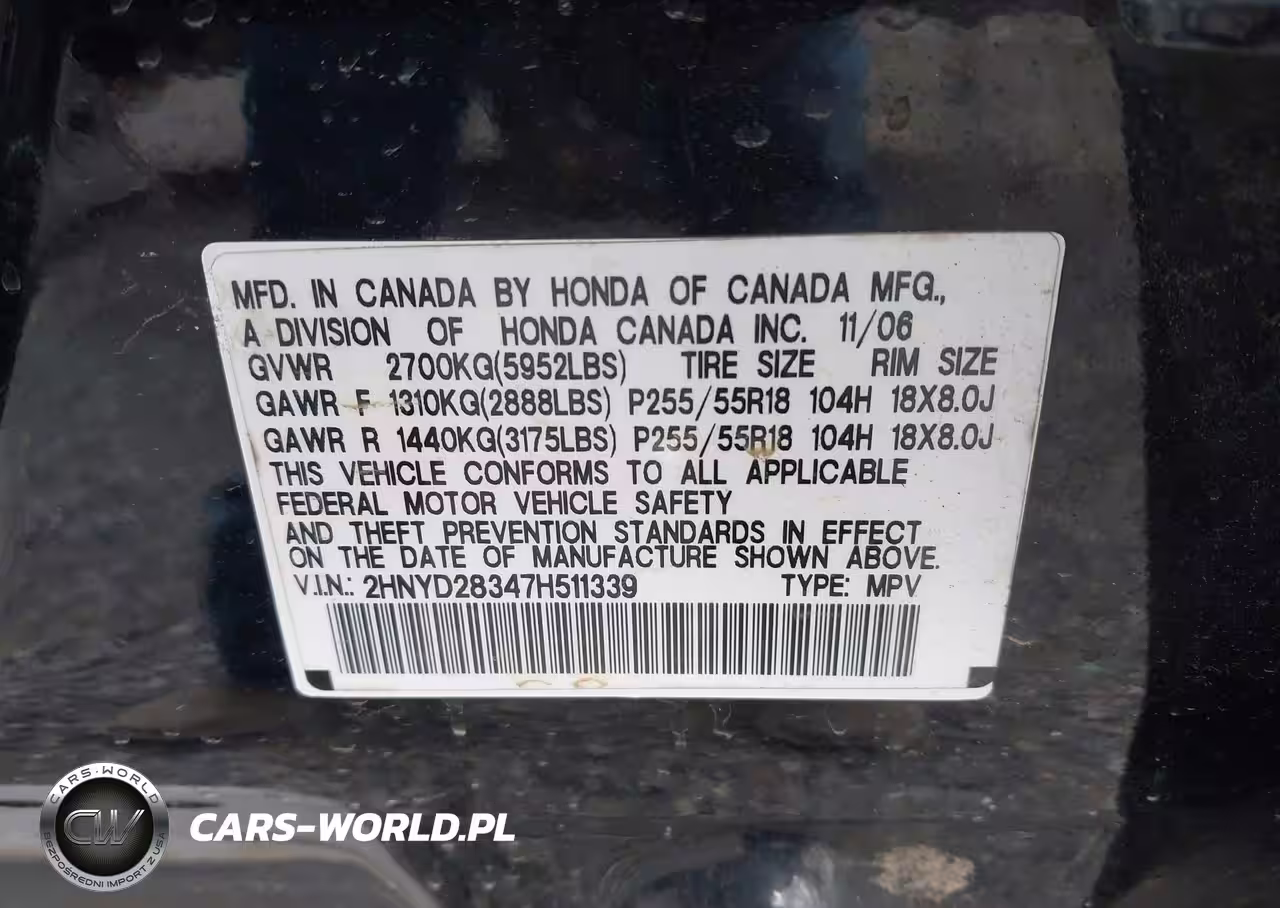 MFD. IN CANADA BY HONDA OF CANADA MFG.,
A DIVISION OF HONDA CANADA INC. 11/06
GVWR 2700KG(5952LBS) TIRE SIZE RIM SIZE
GAWR F 1310KG(2888LBS) P255/55R18 104H 18X8.0J
GAWR R 1440KG(3175LBS) P255/55R18 104H 18X8.0J
THIS VEHICLE CONFORMS TO ALL APPLICABLE
FEDERAL MOTOR VEHICLE SAFETY
AND THEFT PREVENTION STANDARDS IN EFFECT
ON THE DATE OF MANUFACTURE SHOWN ABOVE.
V.I.N.: 2HNYD28347H511339 TYPE: MPV
CARS-WORLD
CW
BEZPOŚREDNI IMPORT Z USA
CARS-WORLD.PL